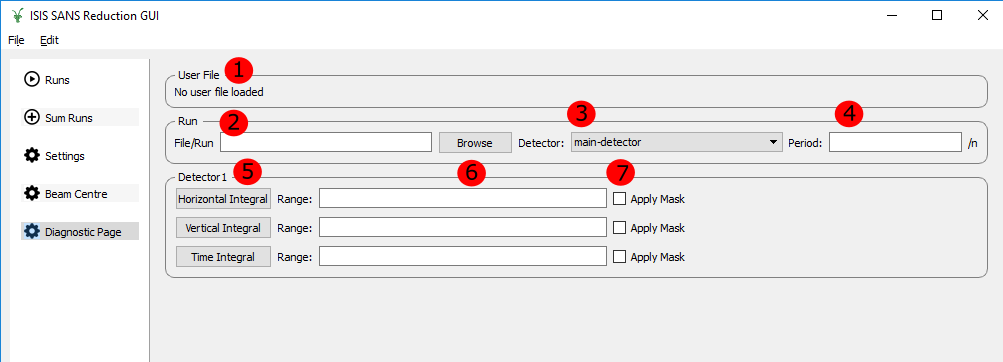 ISIS SANS Reduction GUI
File Edit
Runs
Sum Runs
Settings
Beam Centre
Diagnostic Page
User File 1
No user file loaded
Run 2 3 4
File/Run Browse Detector: main-detector Period: /n
Detector1 5 6 7
Horizontal Integral Range: Apply Mask
Vertical Integral Range: Apply Mask
Time Integral Range: Apply Mask